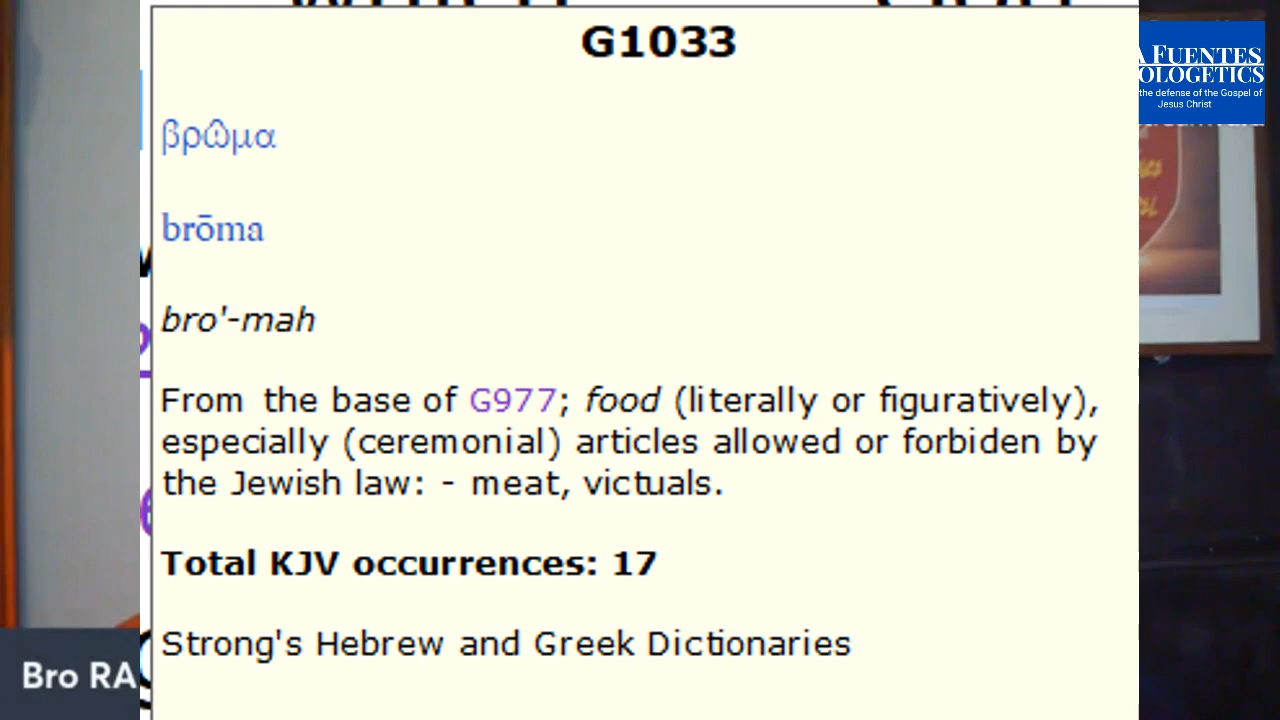 G1033
A FUENTES
OLOGETICS
the defense of the Gospel of
Jesus Christ
βρῶμα
brōma
bro'-mah
From the base of G977; food (literally or figuratively),
especially (ceremonial) articles allowed or forbiden by
the Jewish law: - meat, victuals.
Total KJV occurrences: 17
Strong's Hebrew and Greek Dictionaries
Bro RA